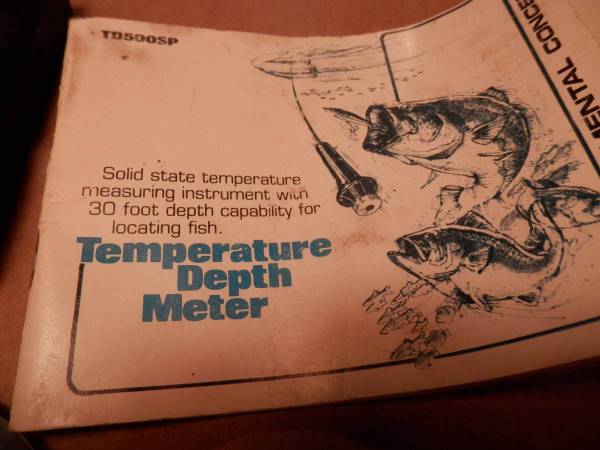 TD500SP
Solid state temperature
measuring instrument with
30 foot depth capability for
locating fish.
Temperature
Depth
Meter